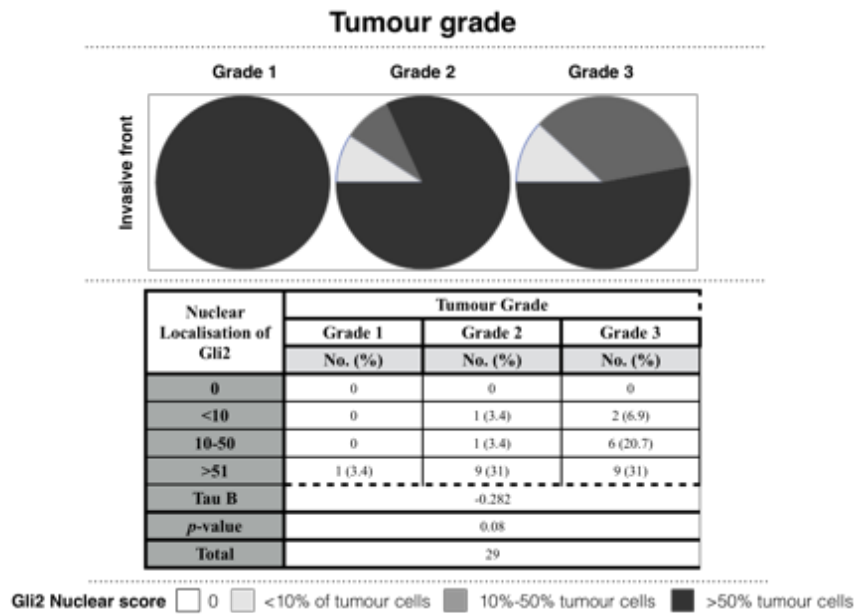 Tumour grade
Grade 1 Grade 2 Grade 3
Invasive front
Nuclear Localisation of Gli2 Tumour Grade
Grade 1 Grade 2 Grade 3
No. (%) No. (%) No. (%)
0 0 0 0
<10 0 1 (3.4) 2 (6.9)
10-50 0 1 (3.4) 6 (20.7)
>51 1 (3.4) 9 (31) 9 (31)
Tau B -0.282
p-value 0.08
Total 29
Gli2 Nuclear score 0 <10% of tumour cells 10%-50% tumour cells >50% tumour cells